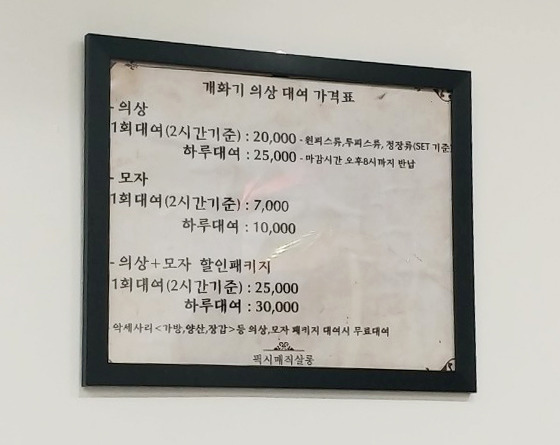 개화기 의상 대여 가격표
- 의상
1회대여(2시간기준) : 20,000 - 원피스류,투피스류, 정장류(SET 기준)
하루대여 : 25,000 - 마감시간 오후8시까지 반납
- 모자
1회대여(2시간기준) : 7,000
하루대여 : 10,000
- 의상+모자 할인패키지
1회대여(2시간기준) : 25,000
하루대여 : 30,000
악세사리<가방,양산,장갑>등 의상,모자 패키지 대여시 무료대여
픽시매직살롱